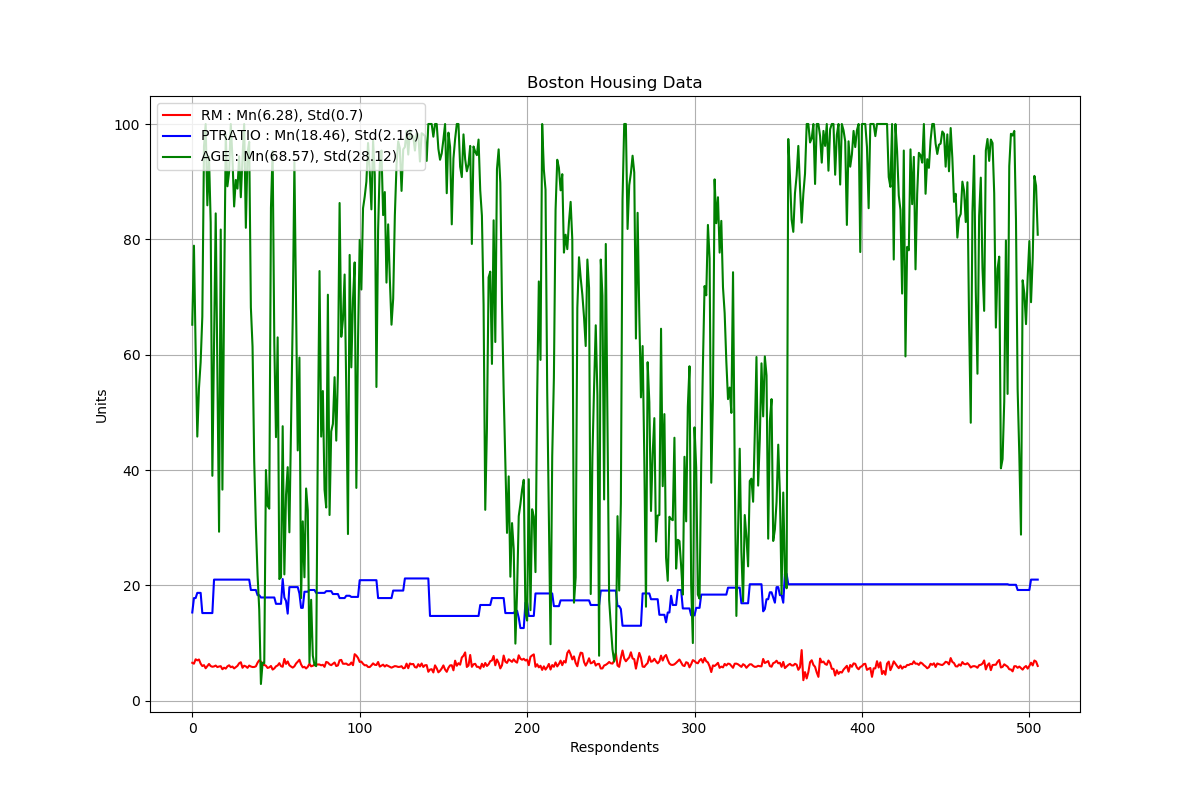 Boston Housing Data
RM : Mn(6.28), Std(0.7)
PTRATIO : Mn(18.46), Std(2.16)
AGE : Mn(68.57), Std(28.12)
100
80
60
40
20
0
Units
0 100 200 300 400 500
Respondents